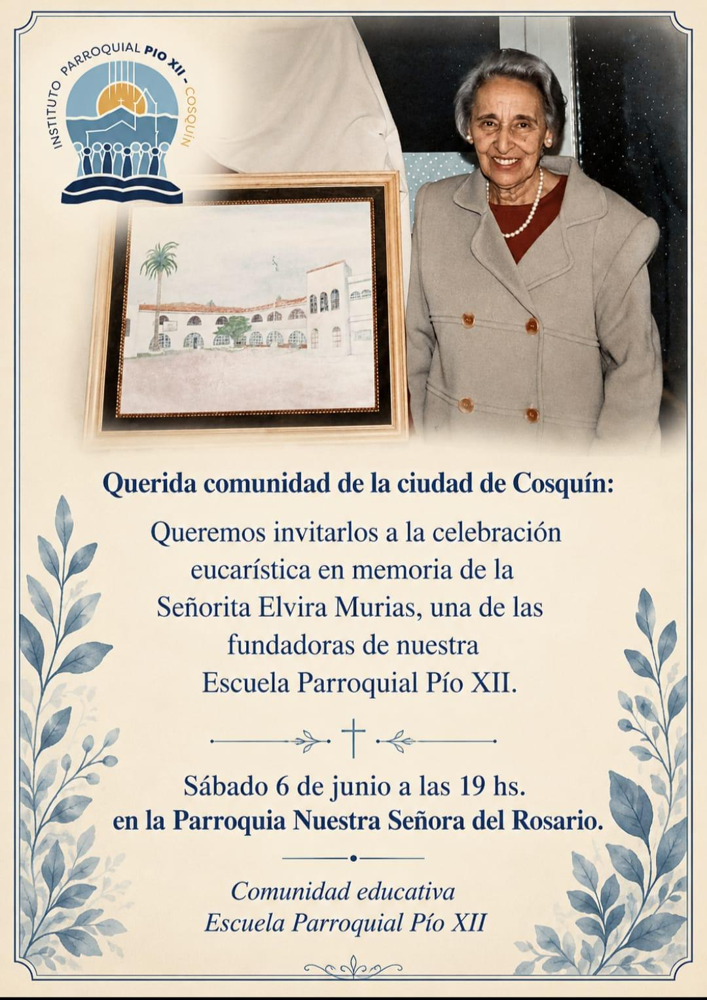 INSTITUTO PARROQUIAL PIO XII - COSQUÍN
Querida comunidad de la ciudad de Cosquín:
Queremos invitarlos a la celebración
eucarística en memoria de la
Señorita Elvira Murias, una de las
fundadoras de nuestra
Escuela Parroquial Pío XII.
Sábado 6 de junio a las 19 hs.
en la Parroquia Nuestra Señora del Rosario.
Comunidad educativa
Escuela Parroquial Pío XII